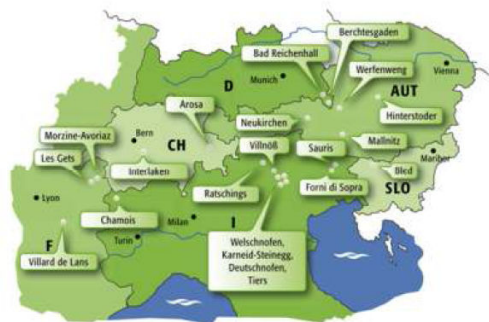 Berchtesgaden
Bad Reichenhall
Werfenweng
D
Munich
AUT
Vienna
Arosa
Neukirchen
Hinterstoder
Morzine-Avoriaz
Bern
CH
Villnöß
Sauris
Mallnitz
Maribor
Les Gets
Interlaken
Bled
Lyon
Ratschings
Forni di Sopra
SLO
Chamois
Milan
I
F
Turin
Villard de Lans
Welschnofen,
Karneid-Steinegg,
Deutschnofen,
Tiers